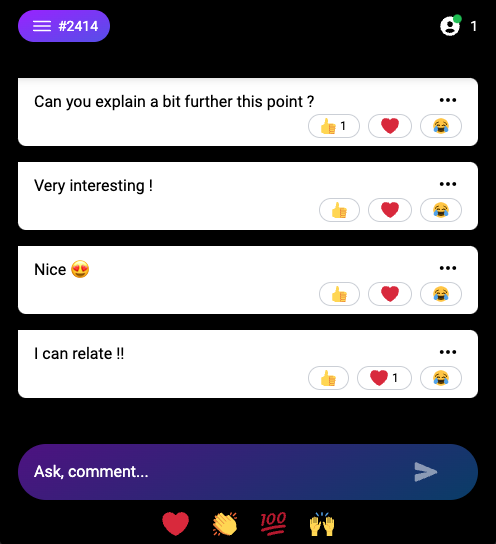 #2414
1
Can you explain a bit further this point ?
1
Very interesting !
Nice 😍
I can relate !!
1
Ask, comment...